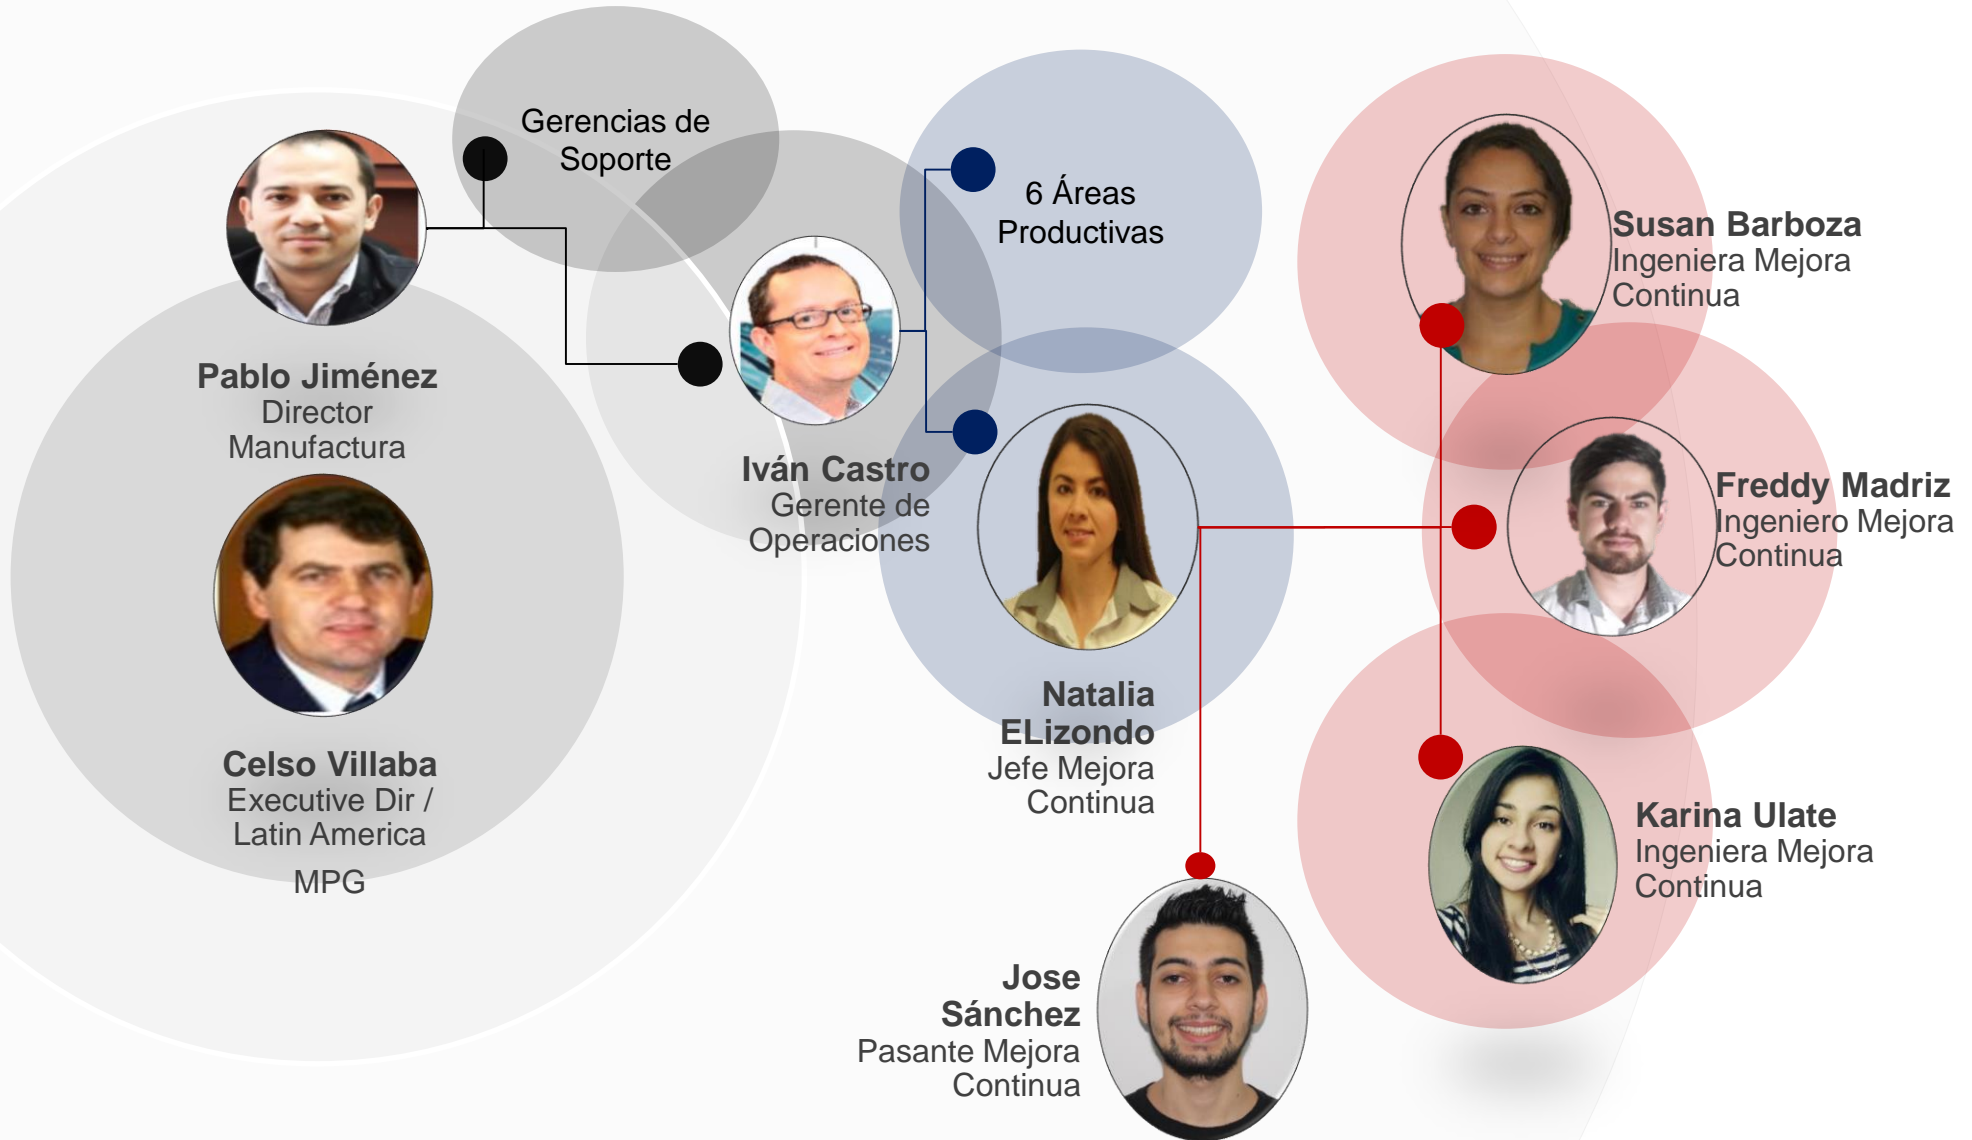 Gerencias de
Soporte
6 Áreas
Productivas
Pablo Jiménez
Director
Manufactura
Celso Villaba
Executive Dir /
Latin America
MPG
Iván Castro
Gerente de
Operaciones
Natalia
ELizondo
Jefe Mejora
Continua
Jose
Sánchez
Pasante Mejora
Continua
Susan Barboza
Ingeniera Mejora
Continua
Freddy Madriz
Ingeniero Mejora
Continua
Karina Ulate
Ingeniera Mejora
Continua